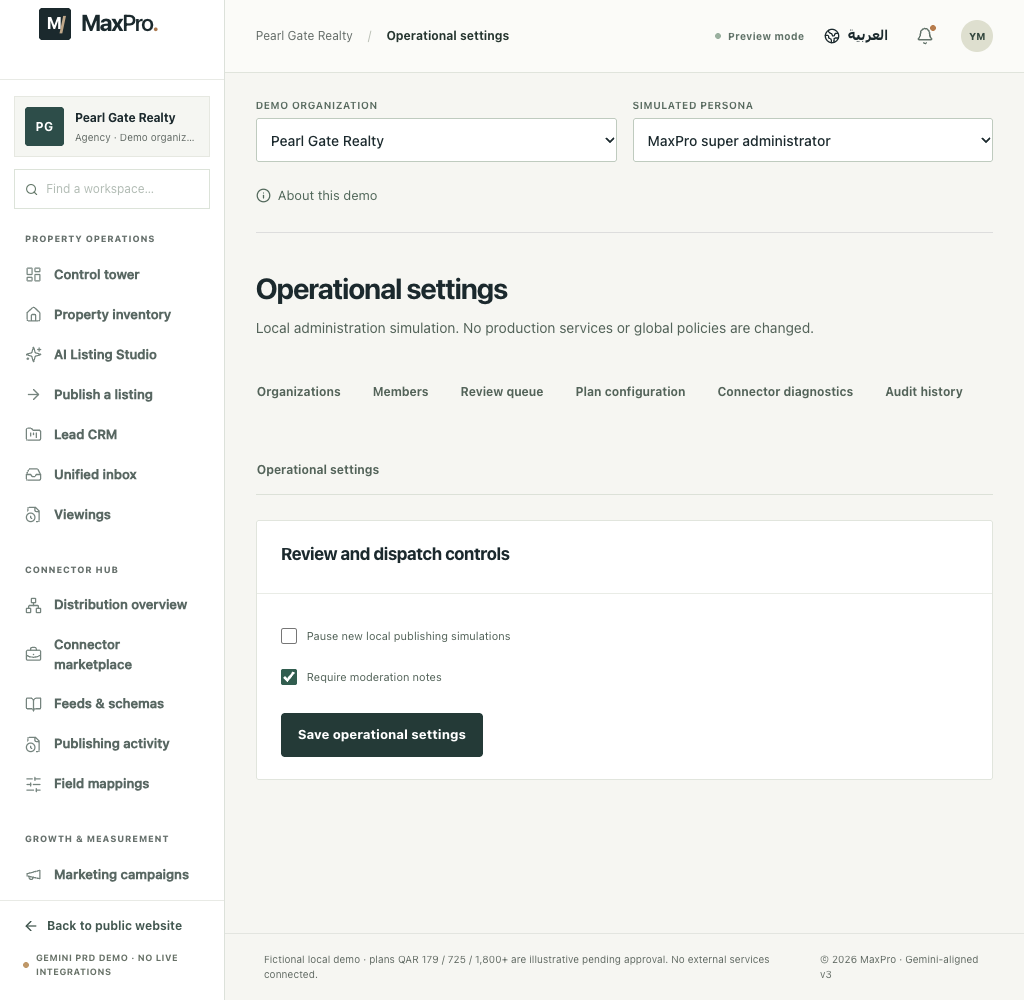 M/ MaxPro.
PG
Pearl Gate Realty
Agency · Demo organiz...
Find a workspace...
PROPERTY OPERATIONS
Control tower
Property inventory
AI Listing Studio
Publish a listing
Lead CRM
Unified inbox
Viewings
CONNECTOR HUB
Distribution overview
Connector
marketplace
Feeds & schemas
Publishing activity
Field mappings
GROWTH & MEASUREMENT
Marketing campaigns
Back to public website
GEMINI PRD DEMO · NO LIVE
INTEGRATIONS
Pearl Gate Realty / Operational settings
Preview mode
العربية
YM
DEMO ORGANIZATION
Pearl Gate Realty
SIMULATED PERSONA
MaxPro super administrator
About this demo
Operational settings
Local administration simulation. No production services or global policies are changed.
Organizations Members Review queue Plan configuration Connector diagnostics Audit history
Operational settings
Review and dispatch controls
Pause new local publishing simulations
Require moderation notes
Save operational settings
Fictional local demo · plans QAR 179 / 725 / 1,800+ are illustrative pending approval. No external services
connected.
© 2026 MaxPro · Gemini-aligned
v3